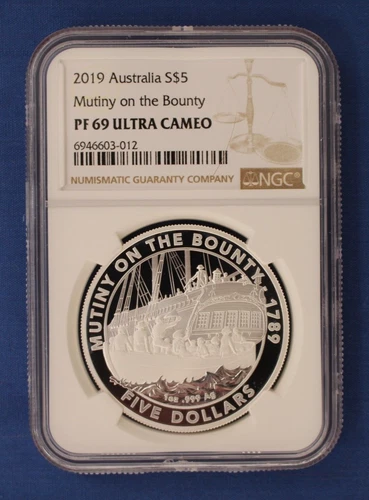 2019 Australia S$5
Mutiny on the Bounty
PF 69 ULTRA CAMEO
6946603-012
NUMISMATIC GUARANTY COMPANY
NGC
MUTINY ON THE BOUNTY · 1789
1oz .999 Ag
FIVE DOLLARS